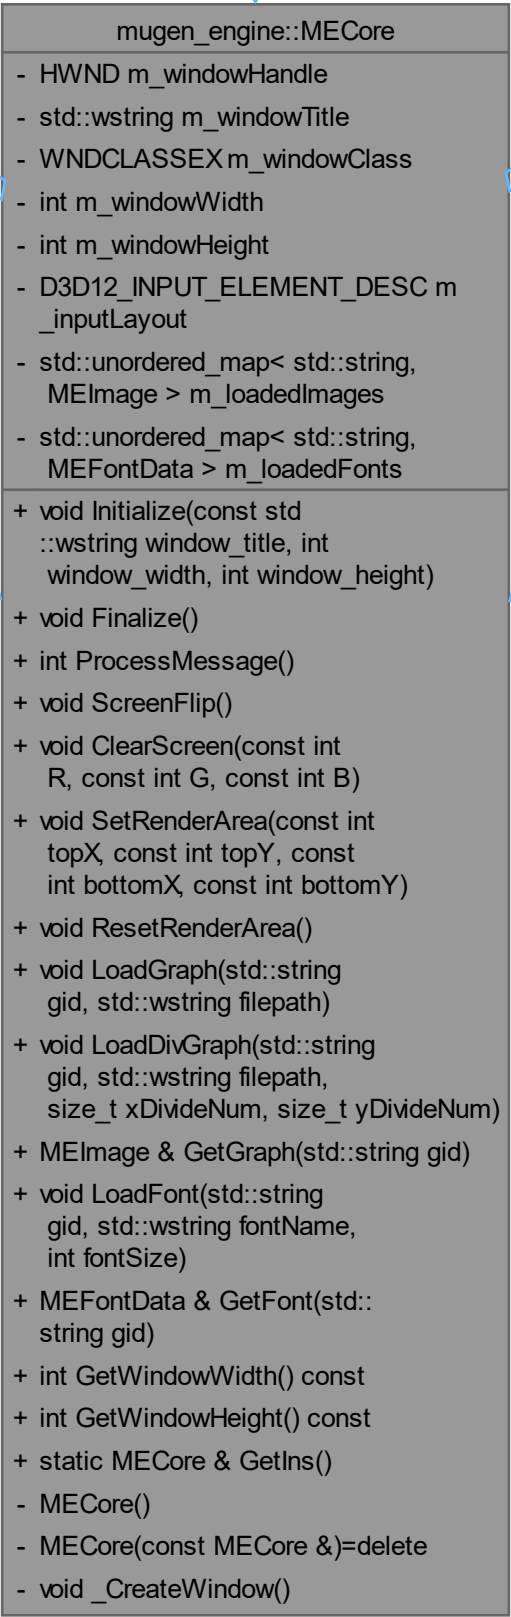 mugen_engine::MECore
- HWND m_windowHandle
- std::wstring m_windowTitle
- WNDCLASSEX m_windowClass
- int m_windowWidth
- int m_windowHeight
- D3D12_INPUT_ELEMENT_DESC m
_inputLayout
- std::unordered_map< std::string,
MEImage > m_loadedImages
- std::unordered_map< std::string,
MEFontData > m_loadedFonts
+ void Initialize(const std
::wstring window_title, int
window_width, int window_height)
+ void Finalize()
+ int ProcessMessage()
+ void ScreenFlip()
+ void ClearScreen(const int
R, const int G, const int B)
+ void SetRenderArea(const int
topX, const int topY, const
int bottomX, const int bottomY)
+ void ResetRenderArea()
+ void LoadGraph(std::string
gid, std::wstring filepath)
+ void LoadDivGraph(std::string
gid, std::wstring filepath,
size_t xDivideNum, size_t yDivideNum)
+ MEImage & GetGraph(std::string gid)
+ void LoadFont(std::string
gid, std::wstring fontName,
int fontSize)
+ MEFontData & GetFont(std::
string gid)
+ int GetWindowWidth() const
+ int GetWindowHeight() const
+ static MECore & GetIns()
- MECore()
- MECore(const MECore &)=delete
- void _CreateWindow()